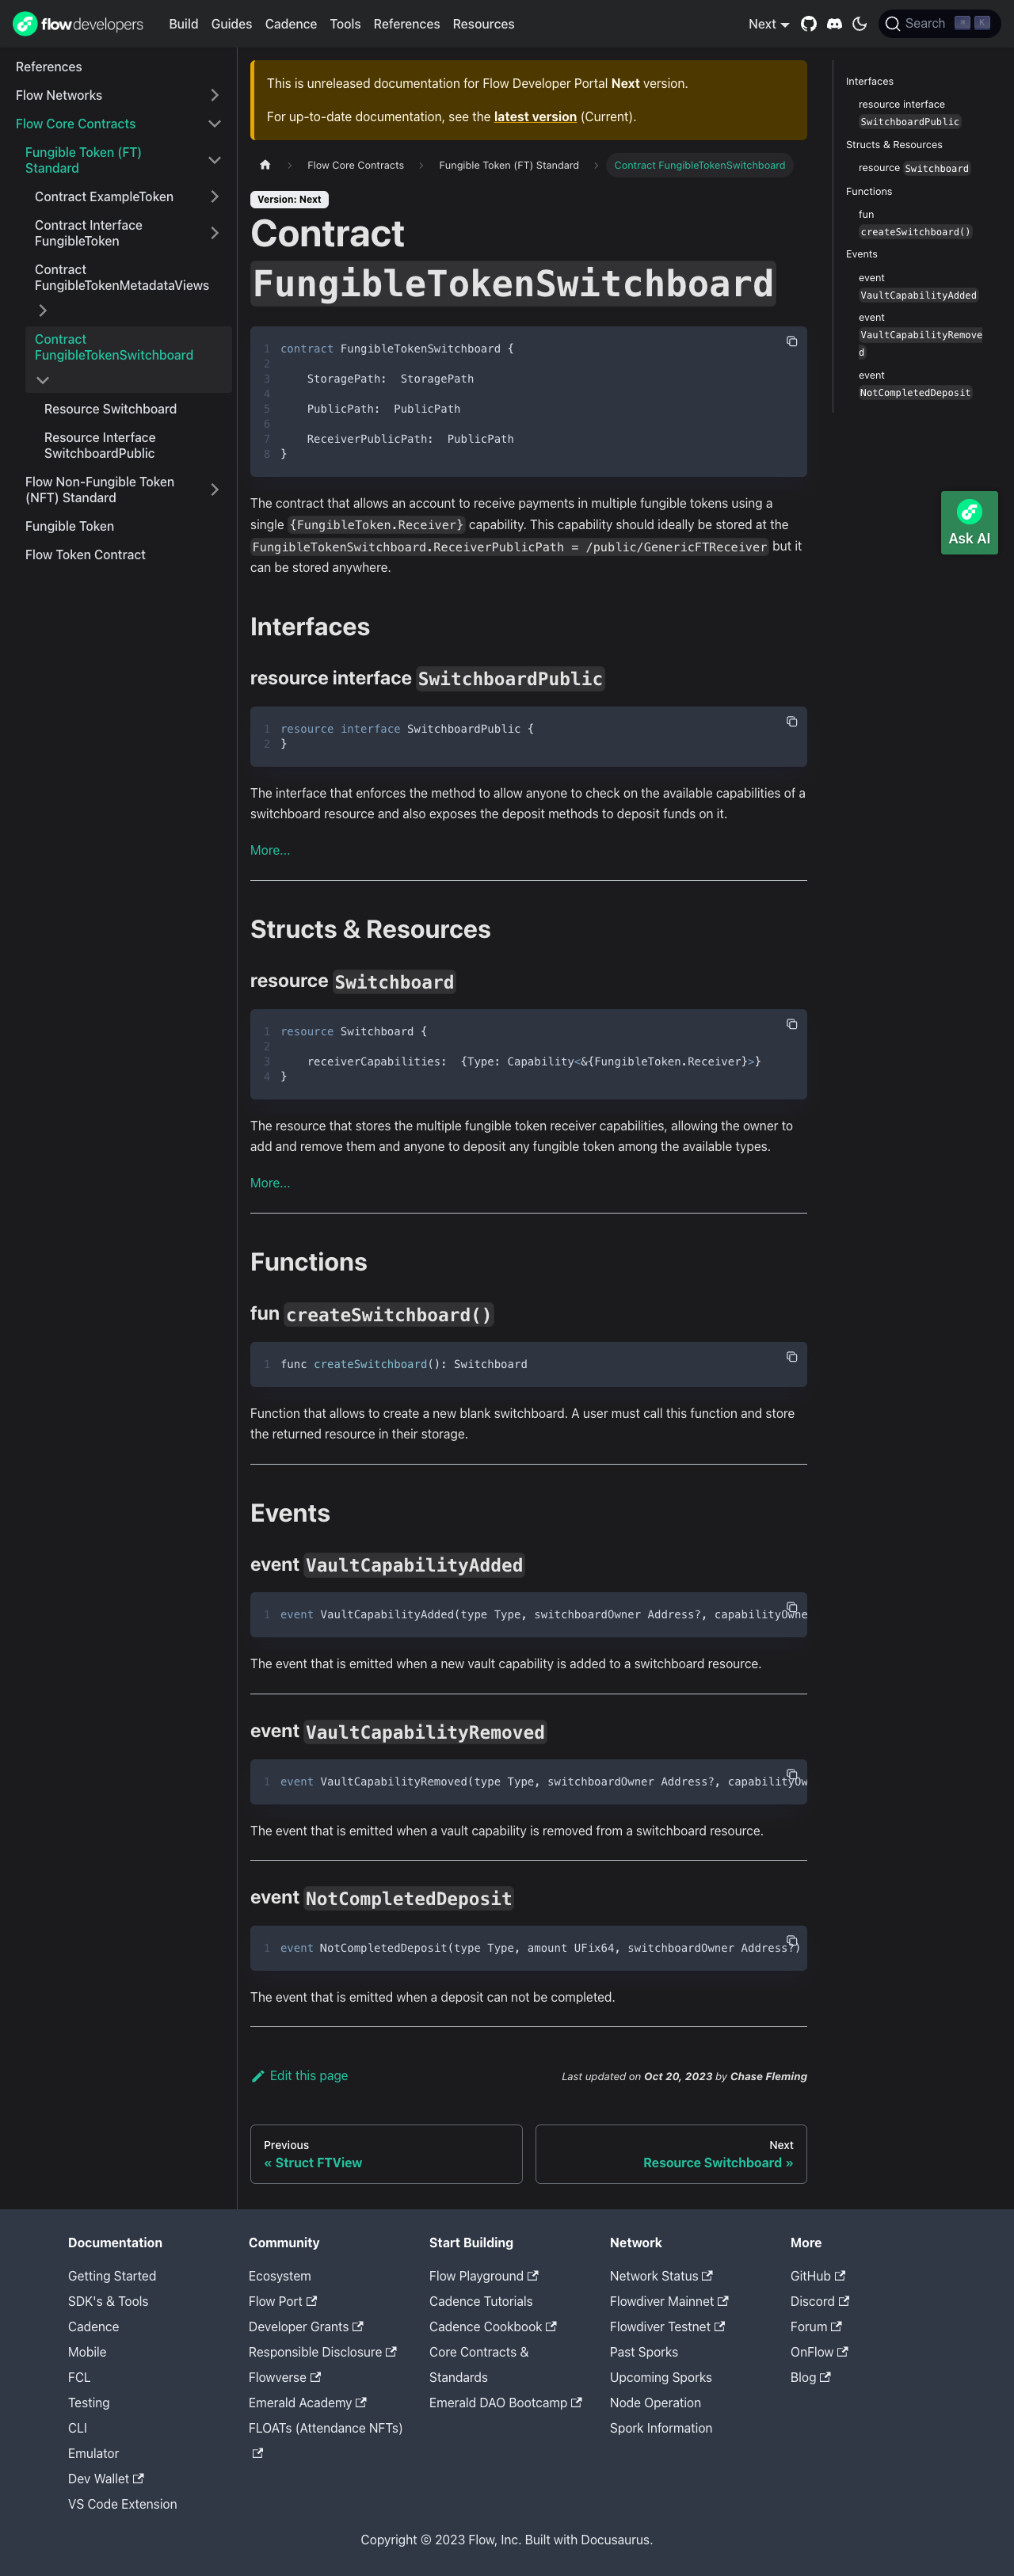 flowdevelopers Build Guides Cadence Tools References Resources Next Search ⌘ K
References
Flow Networks
Flow Core Contracts
Fungible Token (FT)
Standard
Contract ExampleToken
Contract Interface
FungibleToken
Contract
FungibleTokenMetadataViews
Contract
FungibleTokenSwitchboard
Resource Switchboard
Resource Interface
SwitchboardPublic
Flow Non-Fungible Token
(NFT) Standard
Fungible Token
Flow Token Contract
This is unreleased documentation for Flow Developer Portal Next version.
For up-to-date documentation, see the latest version (Current).
Flow Core Contracts Fungible Token (FT) Standard Contract FungibleTokenSwitchboard
Version: Next
Contract
FungibleTokenSwitchboard
1 contract FungibleTokenSwitchboard {
2
3 StoragePath: StoragePath
4
5 PublicPath: PublicPath
6
7 ReceiverPublicPath: PublicPath
8 }
The contract that allows an account to receive payments in multiple fungible tokens using a
single {FungibleToken.Receiver} capability. This capability should ideally be stored at the
FungibleTokenSwitchboard.ReceiverPublicPath = /public/GenericFTReceiver but it
can be stored anywhere.
Interfaces
resource interface SwitchboardPublic
1 resource interface SwitchboardPublic {
2 }
The interface that enforces the method to allow anyone to check on the available capabilities of a
switchboard resource and also exposes the deposit methods to deposit funds on it.
More...
Structs & Resources
resource Switchboard
1 resource Switchboard {
2
3 receiverCapabilities: {Type: Capability<&{FungibleToken.Receiver}>}
4 }
The resource that stores the multiple fungible token receiver capabilities, allowing the owner to
add and remove them and anyone to deposit any fungible token among the available types.
More...
Functions
fun createSwitchboard()
1 func createSwitchboard(): Switchboard
Function that allows to create a new blank switchboard. A user must call this function and store
the returned resource in their storage.
Events
event VaultCapabilityAdded
1 event VaultCapabilityAdded(type Type, switchboardOwner Address?, capabilityOwne
The event that is emitted when a new vault capability is added to a switchboard resource.
event VaultCapabilityRemoved
1 event VaultCapabilityRemoved(type Type, switchboardOwner Address?, capabilityOw
The event that is emitted when a vault capability is removed from a switchboard resource.
event NotCompletedDeposit
1 event NotCompletedDeposit(type Type, amount UFix64, switchboardOwner Address?)
The event that is emitted when a deposit can not be completed.
Edit this page
Last updated on Oct 20, 2023 by Chase Fleming
Previous
« Struct FTView
Next
Resource Switchboard »
Interfaces
resource interface
SwitchboardPublic
Structs & Resources
resource Switchboard
Functions
fun
createSwitchboard()
Events
event
VaultCapabilityAdded
event
VaultCapabilityRemove
d
event
NotCompletedDeposit
Ask AI
Documentation
Getting Started
SDK's & Tools
Cadence
Mobile
FCL
Testing
CLI
Emulator
Dev Wallet
VS Code Extension
Community
Ecosystem
Flow Port
Developer Grants
Responsible Disclosure
Flowverse
Emerald Academy
FLOATs (Attendance NFTs)
Start Building
Flow Playground
Cadence Tutorials
Cadence Cookbook
Core Contracts &
Standards
Emerald DAO Bootcamp
Network
Network Status
Flowdiver Mainnet
Flowdiver Testnet
Past Sporks
Upcoming Sporks
Node Operation
Spork Information
More
GitHub
Discord
Forum
OnFlow
Blog
Copyright © 2023 Flow, Inc. Built with Docusaurus.